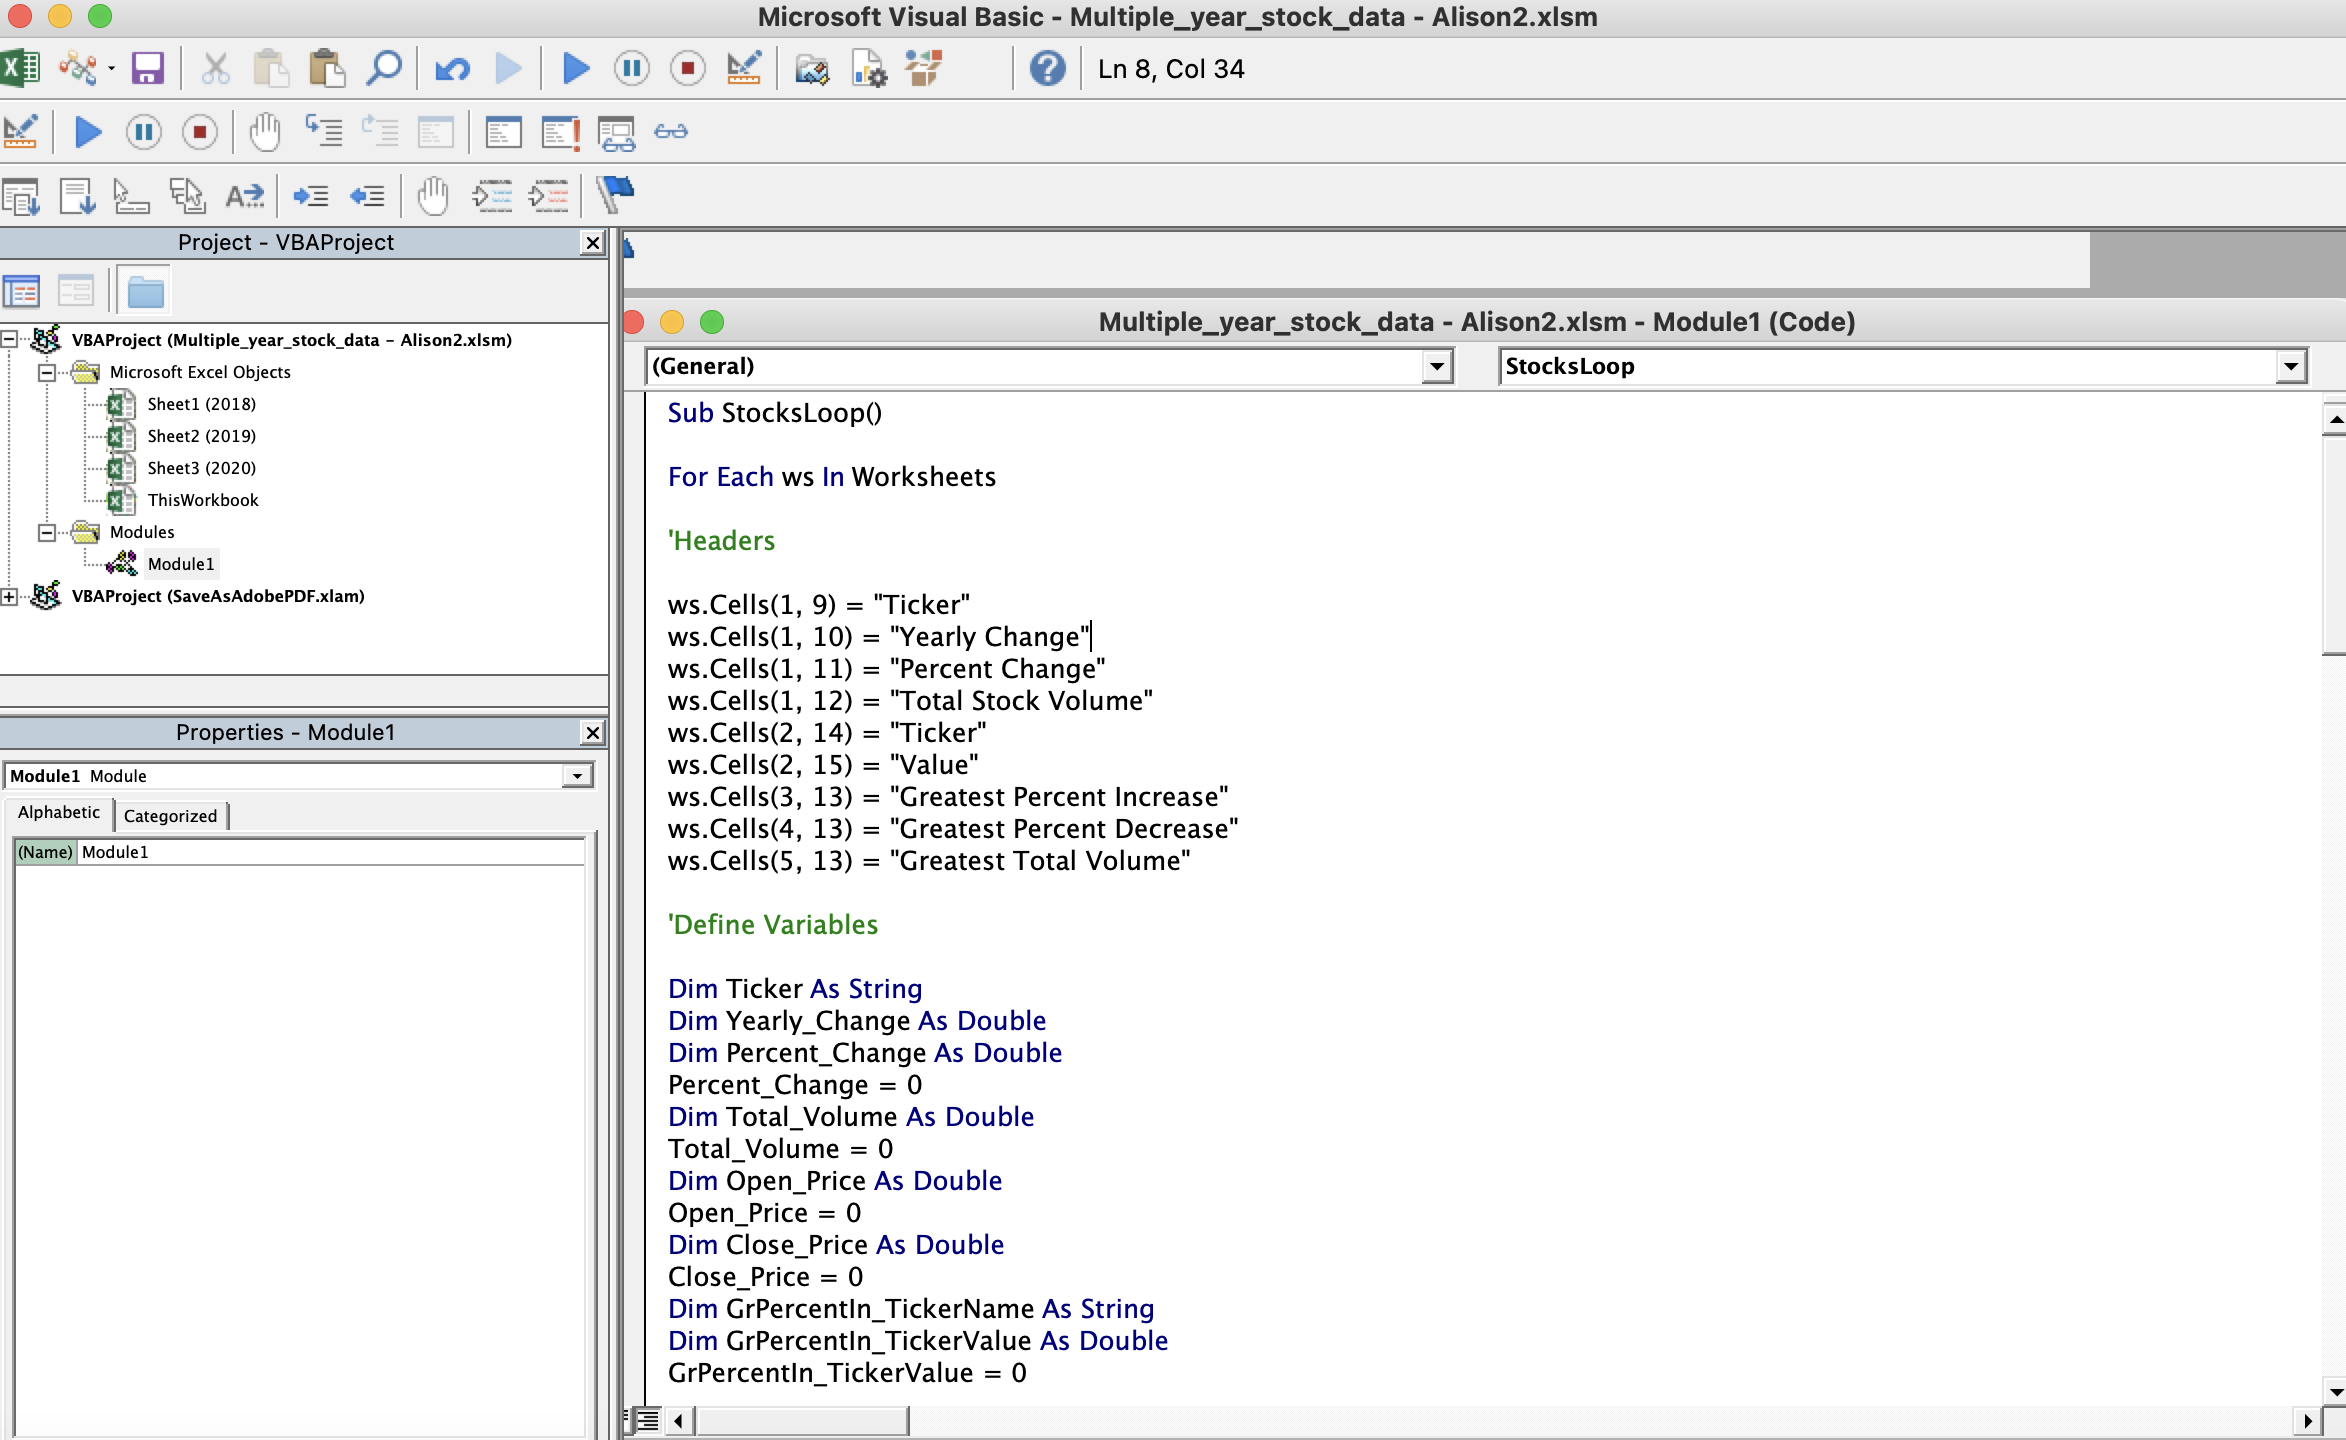 Microsoft Visual Basic - Multiple_year_stock_data - Alison2.xlsm
Ln 8, Col 34
Project - VBAProject
VBAProject (Multiple_year_stock_data - Alison2.xlsm)
Microsoft Excel Objects
Sheet1 (2018)
Sheet2 (2019)
Sheet3 (2020)
ThisWorkbook
Modules
Module1
VBAProject (SaveAsAdobePDF.xlam)
Properties - Module1
Module1 Module
Alphabetic
Categorized
(Name) Module1
Multiple_year_stock_data - Alison2.xlsm - Module1 (Code)
(General)
StocksLoop
Sub StocksLoop()
For Each ws In Worksheets
'Headers
ws.Cells(1, 9) = "Ticker"
ws.Cells(1, 10) = "Yearly Change"
ws.Cells(1, 11) = "Percent Change"
ws.Cells(1, 12) = "Total Stock Volume"
ws.Cells(2, 14) = "Ticker"
ws.Cells(2, 15) = "Value"
ws.Cells(3, 13) = "Greatest Percent Increase"
ws.Cells(4, 13) = "Greatest Percent Decrease"
ws.Cells(5, 13) = "Greatest Total Volume"
'Define Variables
Dim Ticker As String
Dim Yearly_Change As Double
Dim Percent_Change As Double
Percent_Change = 0
Dim Total_Volume As Double
Total_Volume = 0
Dim Open_Price As Double
Open_Price = 0
Dim Close_Price As Double
Close_Price = 0
Dim GrPercentIn_TickerName As String
Dim GrPercentIn_TickerValue As Double
GrPercentIn_TickerValue = 0